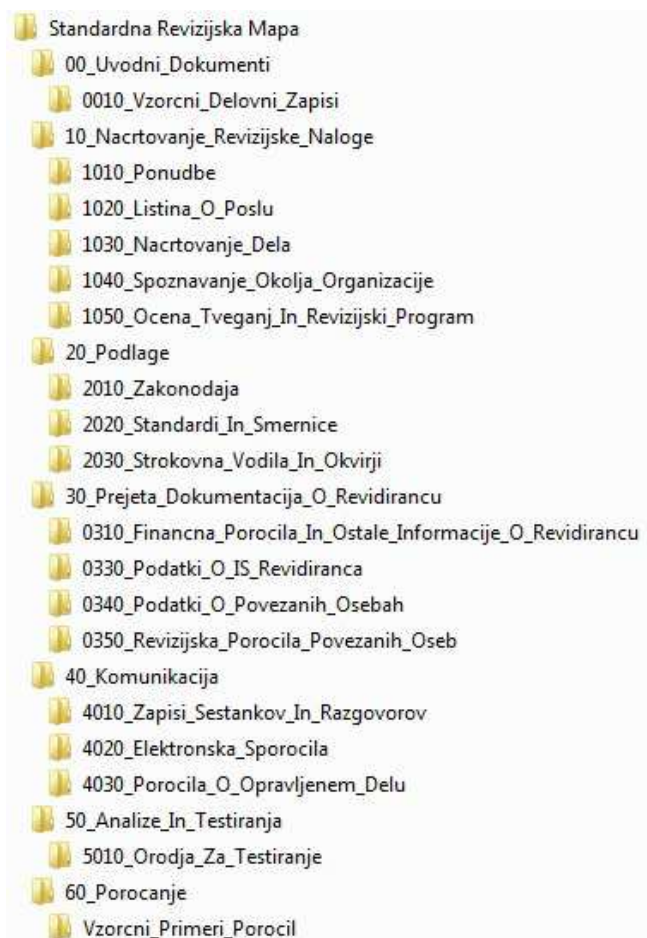 Standardna Revizijska Mapa
00_Uvodni_Dokumenti
0010_Vzorcni_Delovni_Zapisi
10_Nacrtovanje_Revizijske_Naloge
1010_Ponudbe
1020_Listina_O_Poslu
1030_Nacrtovanje_Dela
1040_Spoznavanje_Okolja_Organizacije
1050_Ocena_Tveganj_In_Revizijski_Program
20_Podlage
2010_Zakonodaja
2020_Standardi_In_Smernice
2030_Strokovna_Vodila_In_Okvirji
30_Prejeta_Dokumentacija_O_Revidirancu
0310_Financna_Porocila_In_Ostale_Informacije_O_Revidirancu
0330_Podatki_O_IS_Revidiranca
0340_Podatki_O_Povezanih_Osebah
0350_Revizijska_Porocila_Povezanih_Oseb
40_Komunikacija
4010_Zapisi_Sestankov_In_Razgovorov
4020_Elektronska_Sporocila
4030_Porocila_O_Opravljenem_Delu
50_Analize_In_Testiranja
5010_Orodja_Za_Testiranje
60_Porocanje
Vzorcni_Primeri_Porocil